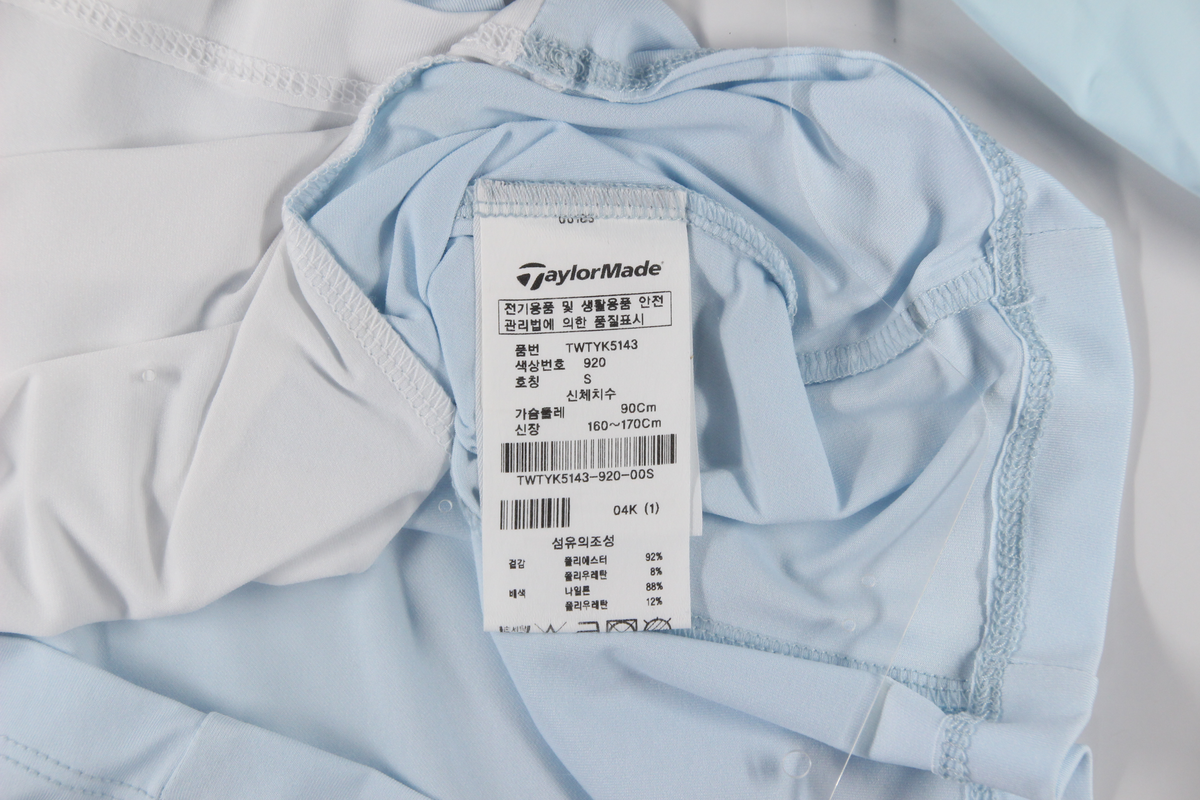 00185
TaylorMade
전기용품 및 생활용품 안전
관리법에 의한 품질표시
품번 TWTYK5143
색상번호 920
호칭 S
신체치수
가슴둘레 90Cm
신장 160~170Cm
TWTYK5143-920-00S
04K (1)
섬유의조성
겉감 폴리에스터 92%
폴리우레탄 8%
배색 나일론 88%
폴리우레탄 12%